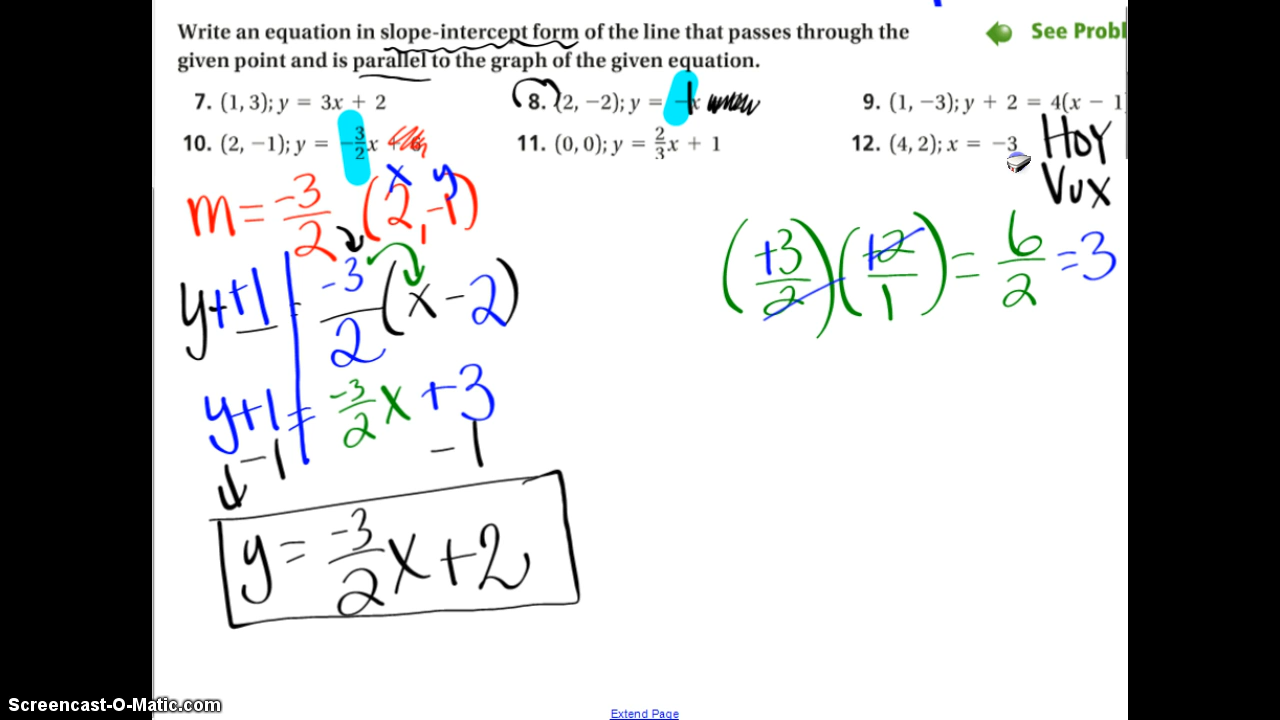 Write an equation in slope-intercept form of the line that passes through the
given point and is parallel to the graph of the given equation.
See Probl
7. (1, 3); y = 3x + 2
8. (2, −2); y = −1x
9. (1, −3); y + 2 = 4(x − 1
10. (2, −1); y = −3/2x +
11. (0, 0); y = 2/3x + 1
12. (4, 2); x = −3
HOY
VUX
x y
m = -3/2 (2, -1)
(+3/2)(+2/1) = 6/2 = 3
y + +1 = -3/2 (x - 2)
y + 1 = -3/2 x + 3
-1 -1
y = -3/2 x + 2
Screencast-O-Matic.com
Extend Page